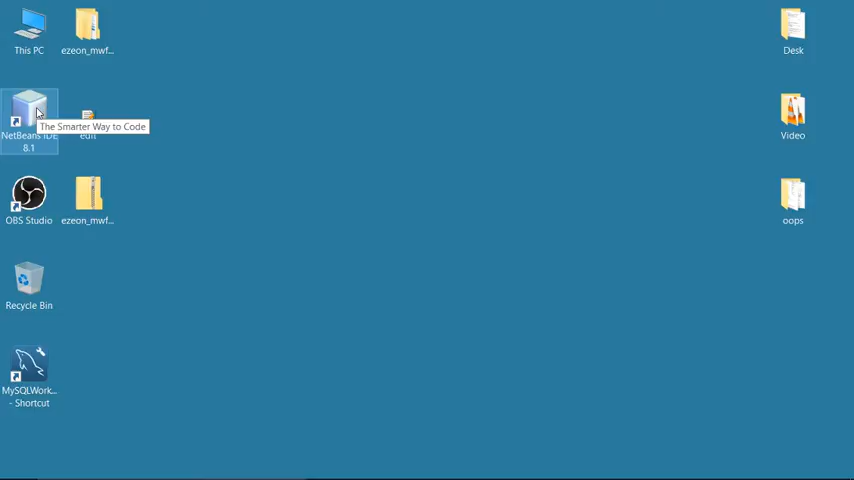 This PC
ezeon_mwf...
NetBeans IDE
8.1
The Smarter Way to Code
edit
OBS Studio
ezeon_mwf...
Recycle Bin
MySQLWork...
- Shortcut
Desk
Video
oops